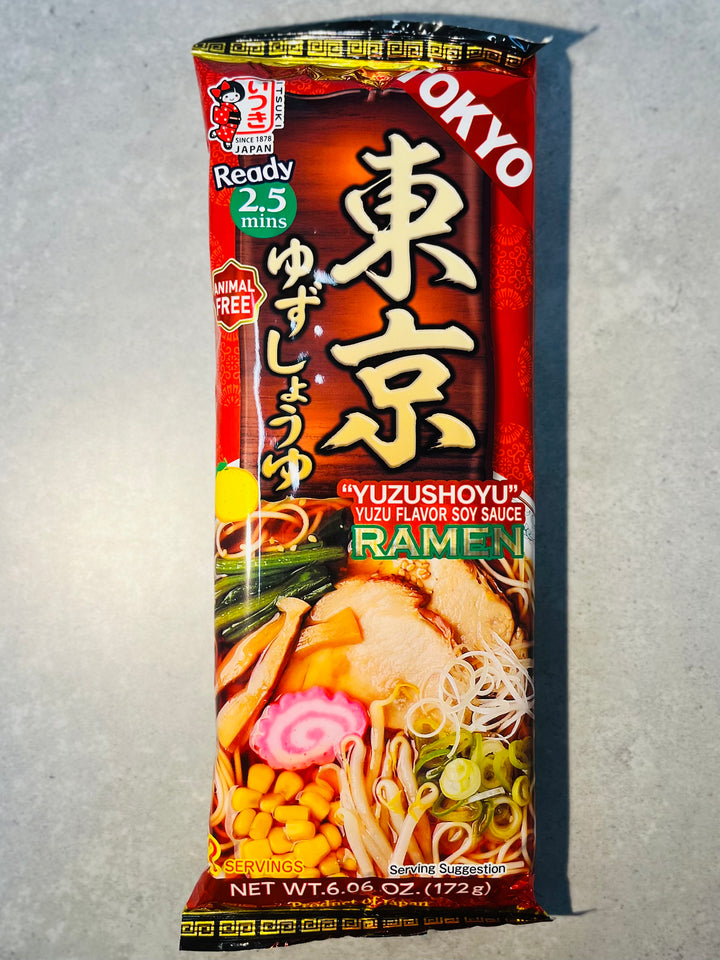 いつき
ITSUKI
SINCE 1878
JAPAN
TOKYO
Ready
2.5
mins
東京
ゆずしょうゆ
ANIMAL
FREE
“YUZUSHOYU”
YUZU FLAVOR SOY SAUCE
RAMEN
SERVINGS
Serving Suggestion
NET WT.6.06 OZ.(172g)
Product of Japan